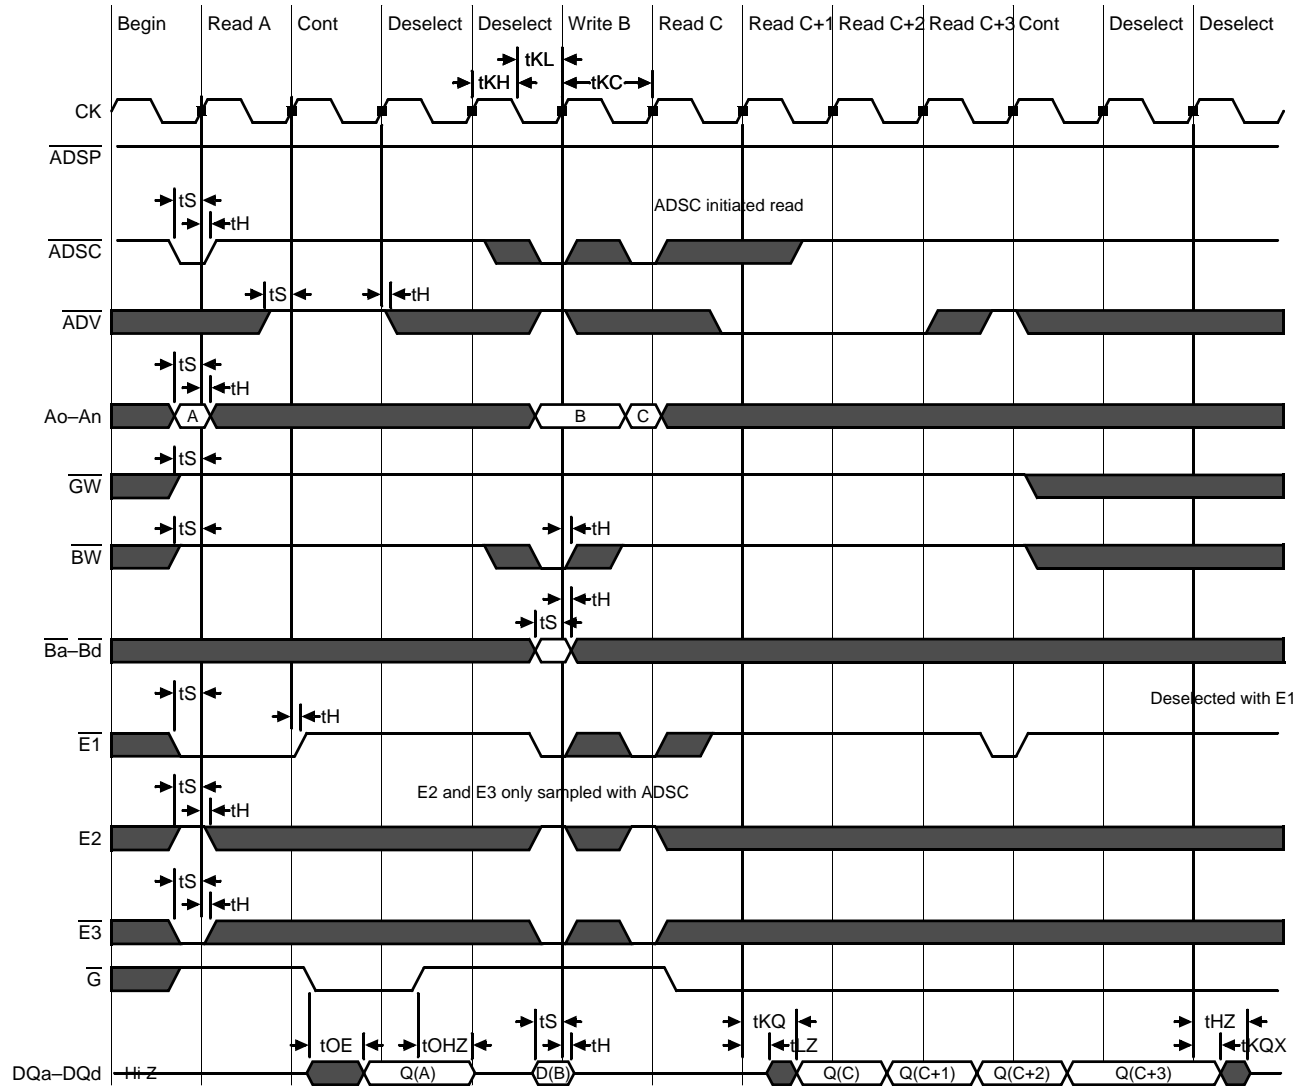 Begin Read A Cont Deselect Deselect Write B Read C Read C+1 Read C+2 Read C+3 Cont Deselect Deselect
tKL
tKH tKC
CK
ADSP
tS
ADSC initiated read
tH
ADSC
tS tH
ADV
tS
tH
Ao–An A B C
tS
GW
tS tH
BW
tH
tS
Ba–Bd
tS
Deselected with E1
tH
E1
tS
E2 and E3 only sampled with ADSC
tH
E2
tS
tH
E3
G
tS tKQ tHZ
tOE tOHZ tH tLZ tKQX
DQa–DQd Hi-Z Q(A) D(B) Q(C) Q(C+1) Q(C+2) Q(C+3)